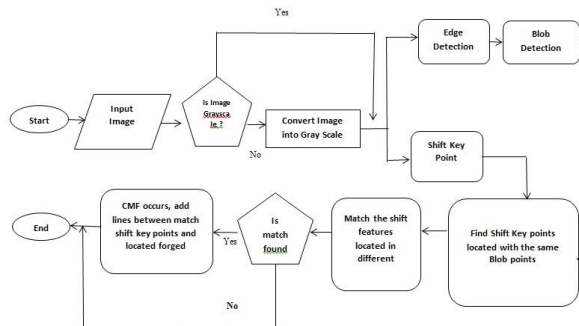 Yes
Edge
Detection
Blob
Detection
Start
Input
Image
Is Image
Graysca
le ?
No
Convert Image
into Gray Scale
Shift Key
Point
End
CMF occurs, add
lines between match
shift key points and
located forged
Yes
Is
match
found
Match the shift
features
located in
different
Find Shift Key points
located with the same
Blob points
No